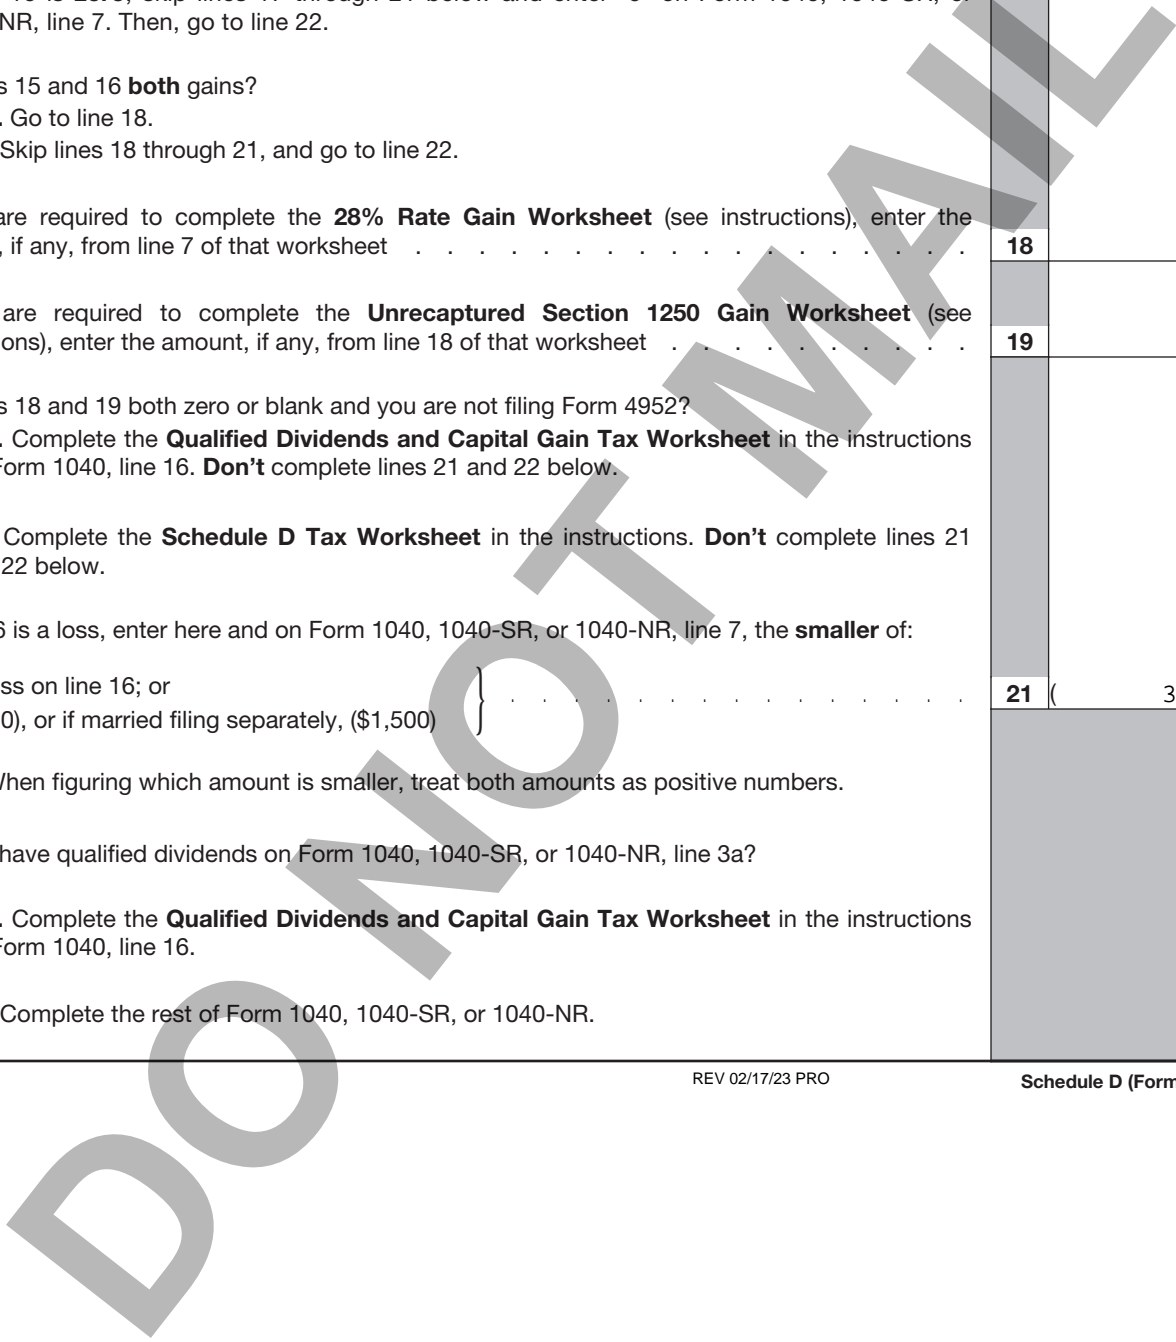 NR, line 7. Then, go to line 22.
s 15 and 16 both gains?
. Go to line 18.
Skip lines 18 through 21, and go to line 22.
are required to complete the 28% Rate Gain Worksheet (see instructions), enter the
, if any, from line 7 of that worksheet . . . . . . . . . . . . . . . . . . 18
are required to complete the Unrecaptured Section 1250 Gain Worksheet (see
ons), enter the amount, if any, from line 18 of that worksheet . . . . . . . . . . 19
s 18 and 19 both zero or blank and you are not filing Form 4952?
. Complete the Qualified Dividends and Capital Gain Tax Worksheet in the instructions
Form 1040, line 16. Don't complete lines 21 and 22 below.
Complete the Schedule D Tax Worksheet in the instructions. Don't complete lines 21
22 below.
6 is a loss, enter here and on Form 1040, 1040-SR, or 1040-NR, line 7, the smaller of:
ss on line 16; or
0), or if married filing separately, ($1,500) } . . . . . . . . . . . . . . . 21 ( 3
When figuring which amount is smaller, treat both amounts as positive numbers.
have qualified dividends on Form 1040, 1040-SR, or 1040-NR, line 3a?
. Complete the Qualified Dividends and Capital Gain Tax Worksheet in the instructions
Form 1040, line 16.
Complete the rest of Form 1040, 1040-SR, or 1040-NR.
REV 02/17/23 PRO Schedule D (Form
DO NOT MAIL